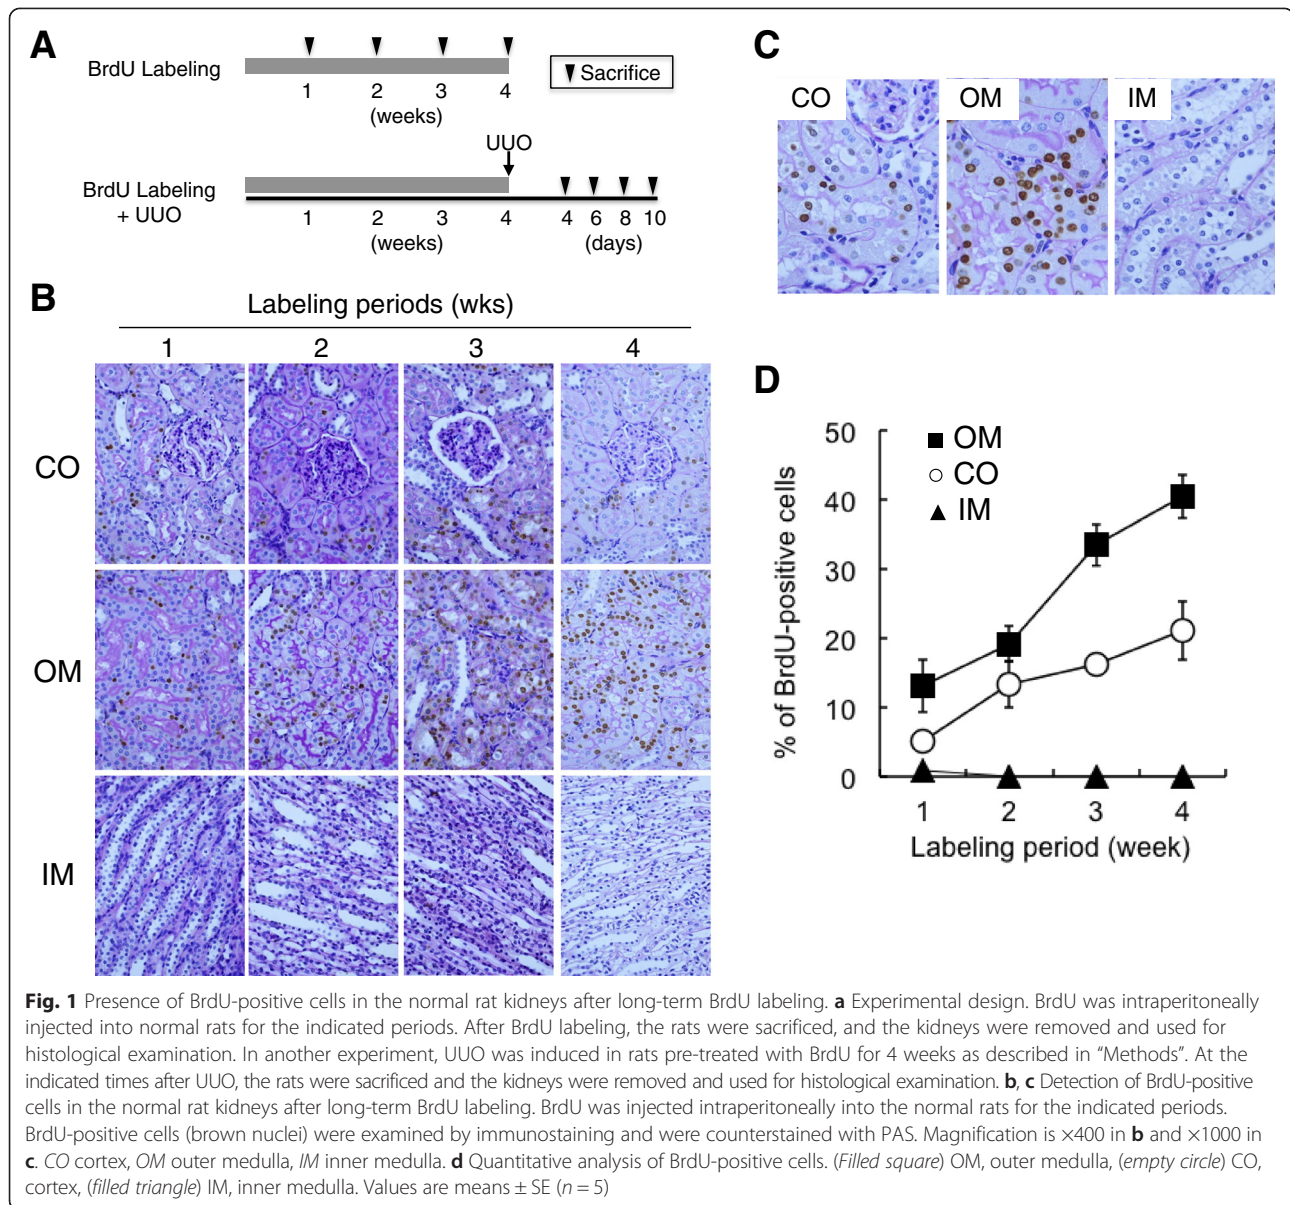 A
BrdU Labeling
1 2 3 4
(weeks)
Sacrifice
UUO
BrdU Labeling
+ UUO
1 2 3 4 4 6 8 10
(weeks) (days)
B
Labeling periods (wks)
1 2 3 4
CO
OM
IM
C
CO OM IM
D
% of BrdU-positive cells
50
40
30
20
10
0
OM
CO
IM
1 2 3 4
Labeling period (week)
Fig. 1 Presence of BrdU-positive cells in the normal rat kidneys after long-term BrdU labeling. a Experimental design. BrdU was intraperitoneally
injected into normal rats for the indicated periods. After BrdU labeling, the rats were sacrificed, and the kidneys were removed and used for
histological examination. In another experiment, UUO was induced in rats pre-treated with BrdU for 4 weeks as described in “Methods”. At the
indicated times after UUO, the rats were sacrificed and the kidneys were removed and used for histological examination. b, c Detection of BrdU-positive
cells in the normal rat kidneys after long-term BrdU labeling. BrdU was injected intraperitoneally into the normal rats for the indicated periods.
BrdU-positive cells (brown nuclei) were examined by immunostaining and were counterstained with PAS. Magnification is ×400 in b and ×1000 in
c. CO cortex, OM outer medulla, IM inner medulla. d Quantitative analysis of BrdU-positive cells. (Filled square) OM, outer medulla, (empty circle) CO,
cortex, (filled triangle) IM, inner medulla. Values are means ± SE (n = 5)